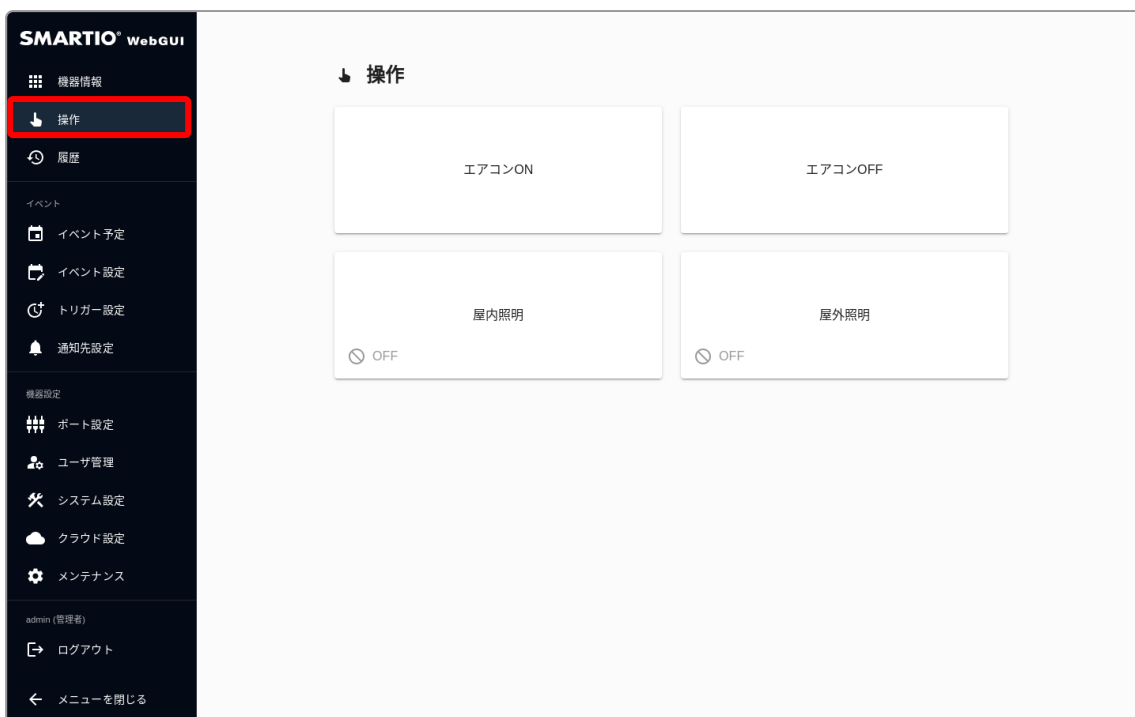 SMARTIO® WebGUI
機器情報
操作
履歴
イベント
イベント予定
イベント設定
トリガー設定
通知先設定
機器設定
ポート設定
ユーザ管理
システム設定
クラウド設定
メンテナンス
admin (管理者)
ログアウト
メニューを閉じる
操作
エアコンON
エアコンOFF
屋内照明
OFF
屋外照明
OFF